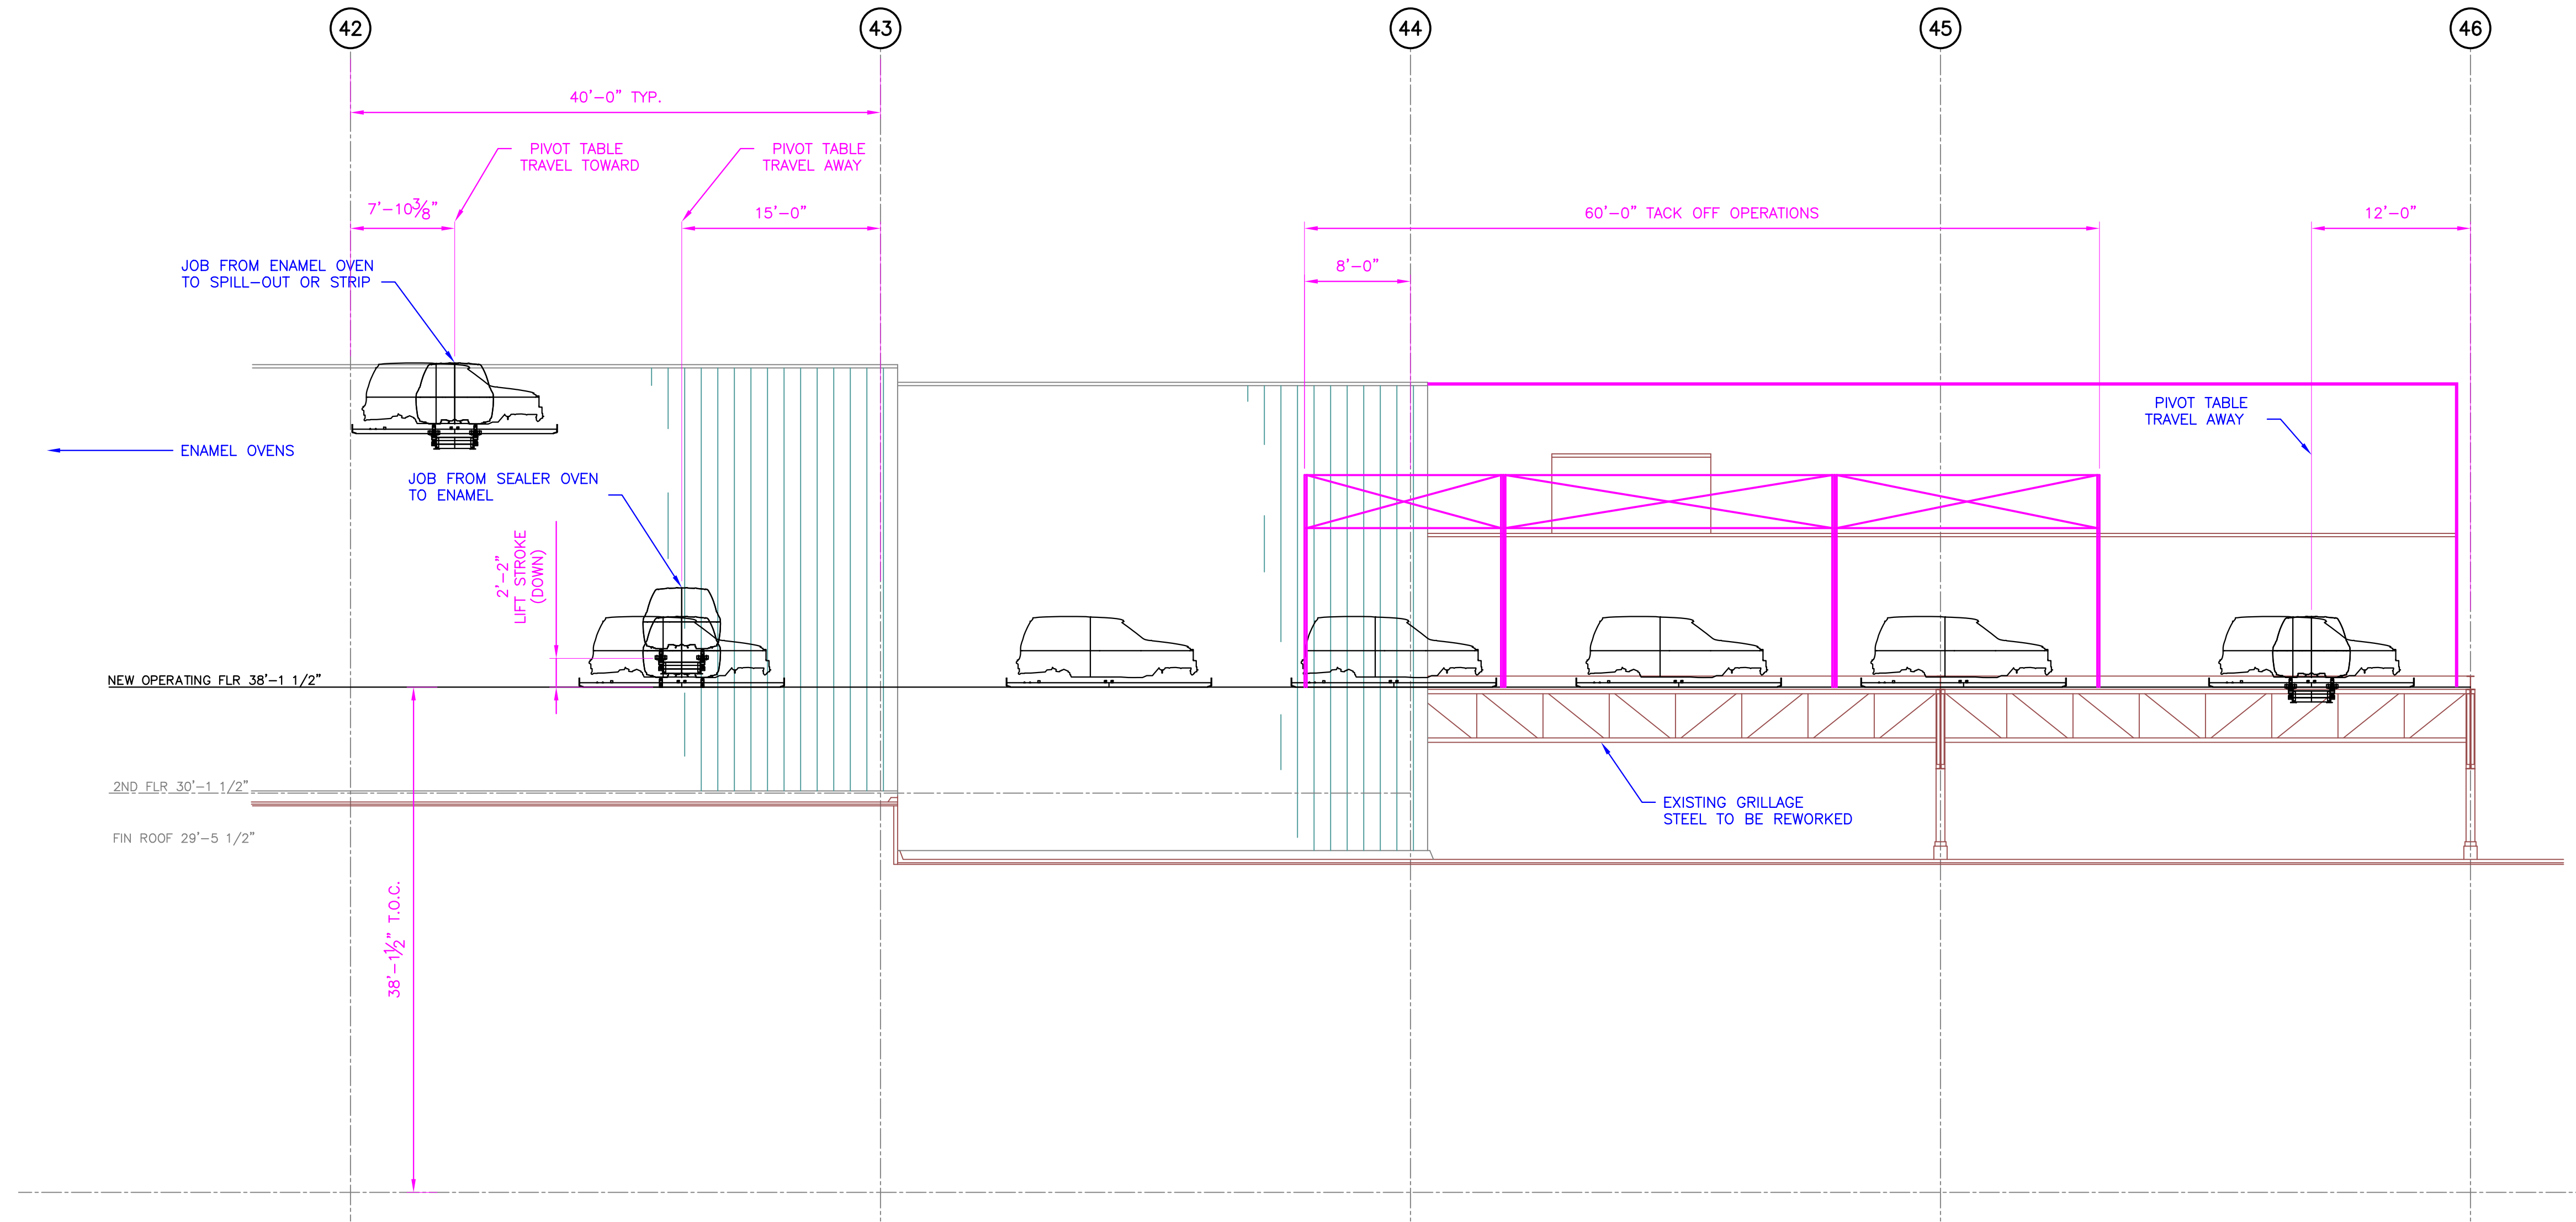 42
43
44
45
46
40'-0" TYP.
PIVOT TABLE
TRAVEL TOWARD
PIVOT TABLE
TRAVEL AWAY
7'-10⅜"
15'-0"
60'-0" TACK OFF OPERATIONS
12'-0"
8'-0"
JOB FROM ENAMEL OVEN
TO SPILL-OUT OR STRIP
PIVOT TABLE
TRAVEL AWAY
ENAMEL OVENS
JOB FROM SEALER OVEN
TO ENAMEL
2'-2"
LIFT STROKE
(DOWN)
NEW OPERATING FLR 38'-1 1/2"
2ND FLR 30'-1 1/2"
EXISTING GRILLAGE
STEEL TO BE REWORKED
FIN ROOF 29'-5 1/2"
38'-1½" T.O.C.